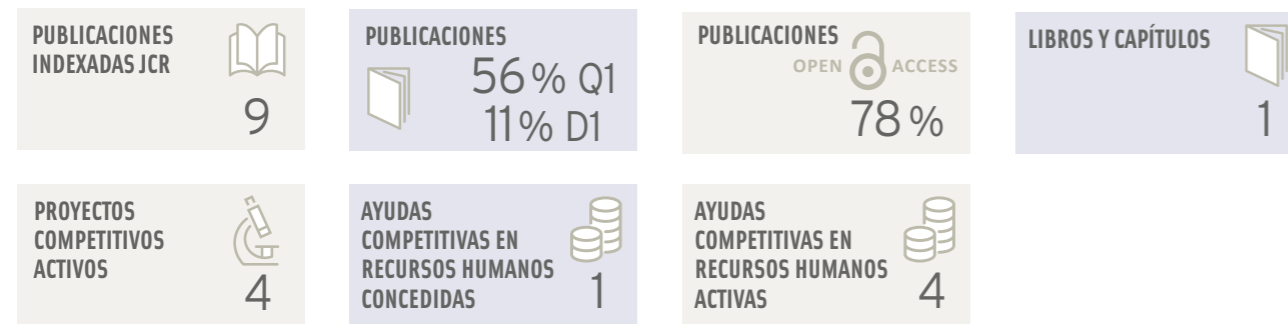 PUBLICACIONES
INDEXADAS JCR
9
PUBLICACIONES
56% Q1
11% D1
PUBLICACIONES
OPEN ACCESS
78%
LIBROS Y CAPÍTULOS
1
PROYECTOS
COMPETITIVOS
ACTIVOS
4
AYUDAS
COMPETITIVAS EN
RECURSOS HUMANOS
CONCEDIDAS
1
AYUDAS
COMPETITIVAS EN
RECURSOS HUMANOS
ACTIVAS
4